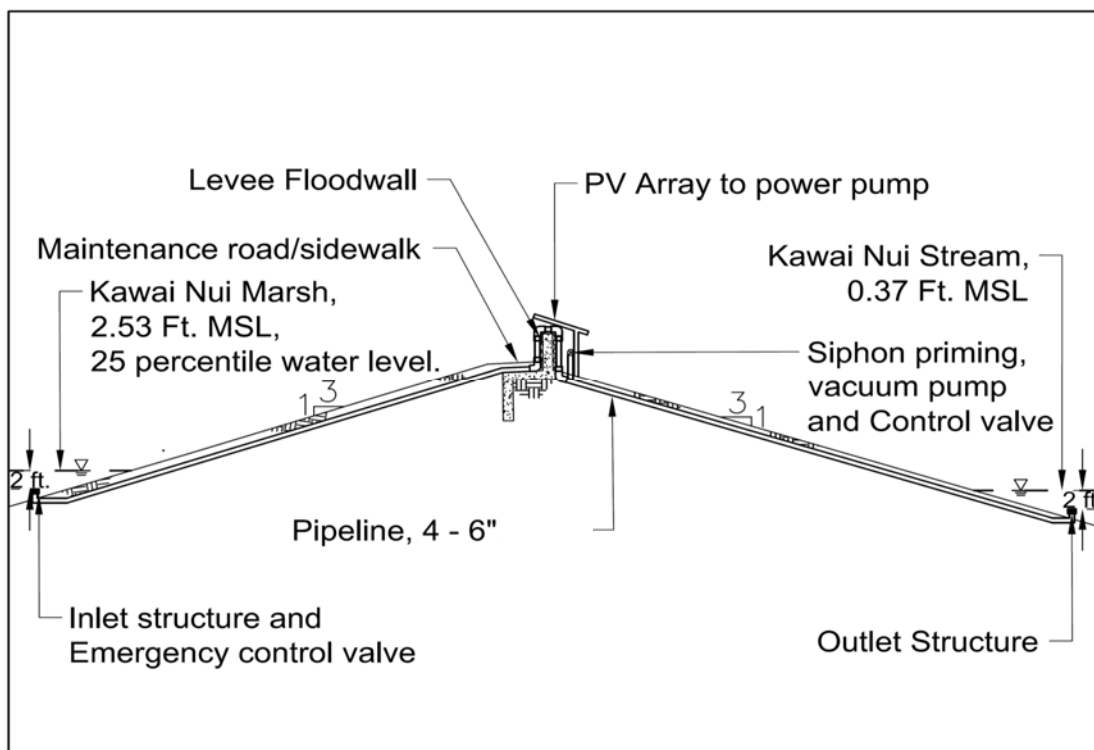 Levee Floodwall
PV Array to power pump
Maintenance road/sidewalk
Kawai Nui Marsh,
2.53 Ft. MSL,
25 percentile water level.
Kawai Nui Stream,
0.37 Ft. MSL
Siphon priming,
vacuum pump
and Control valve
1 3
3 1
2 ft.
2 ft
Pipeline, 4 - 6"
Inlet structure and
Emergency control valve
Outlet Structure